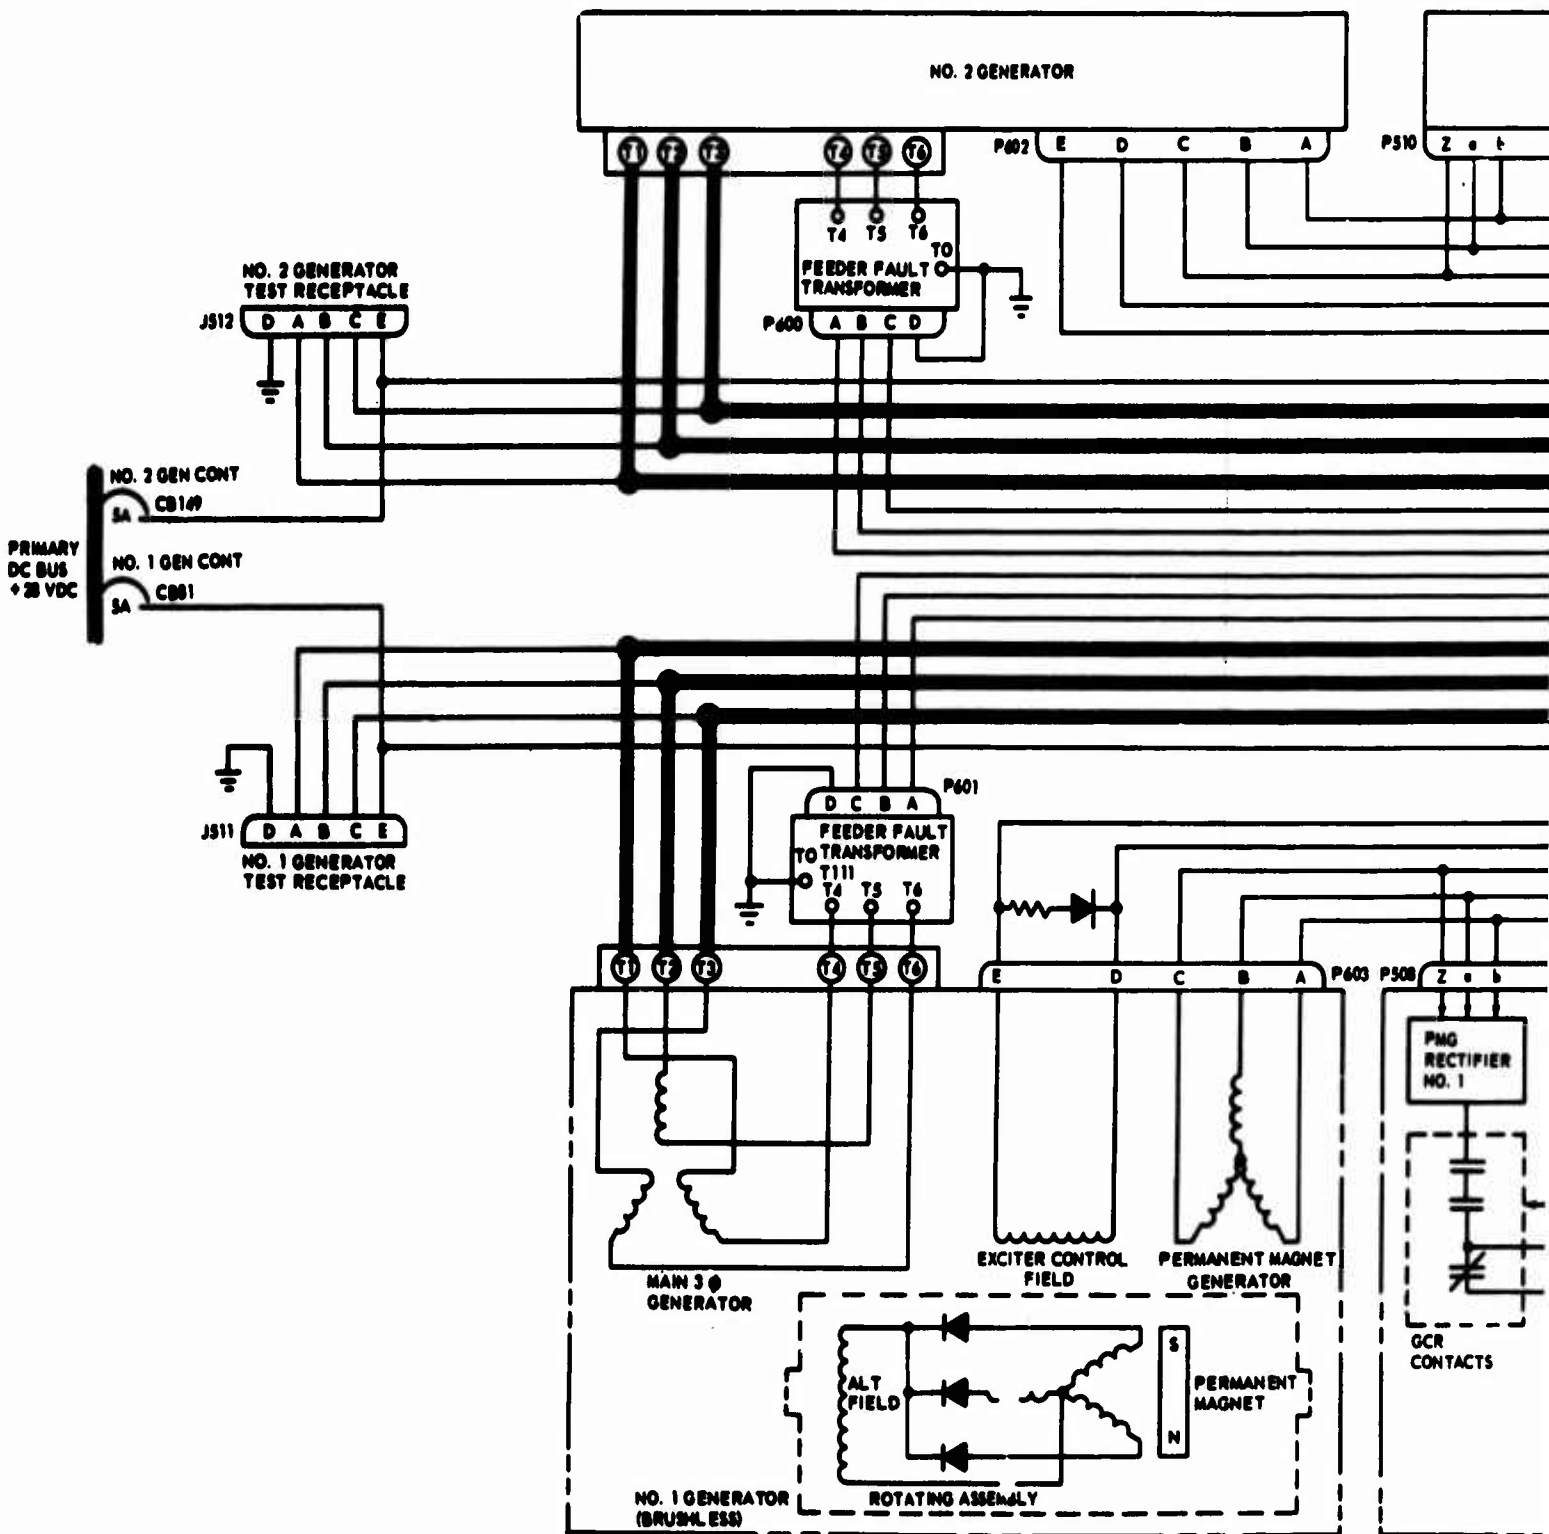 NO. 2 GENERATOR
T1 T2 T3 T4 T5 T6
P602 E D C B A
P510 Z a b
T4 T5 T6
TO
FEEDER FAULT
TRANSFORMER
P600 A B C D
NO. 2 GENERATOR
TEST RECEPTACLE
J512 D A B C E
NO. 2 GEN CONT
5A CB149
PRIMARY
DC BUS
+28 VDC
NO. 1 GEN CONT
5A CB81
J511 D A B C E
NO. 1 GENERATOR
TEST RECEPTACLE
P601
D C B A
FEEDER FAULT
TRANSFORMER
TO
T111
T4 T5 T6
T1 T2 T3 T4 T5 T6
E D C B A P603
P508 Z a b
PMG
RECTIFIER
NO. 1
GCR
CONTACTS
MAIN 3 φ
GENERATOR
EXCITER CONTROL
FIELD
PERMANENT MAGNET
GENERATOR
ALT
FIELD
S
N
PERMANENT
MAGNET
ROTATING ASSEMBLY
NO. 1 GENERATOR
(BRUSHLESS)